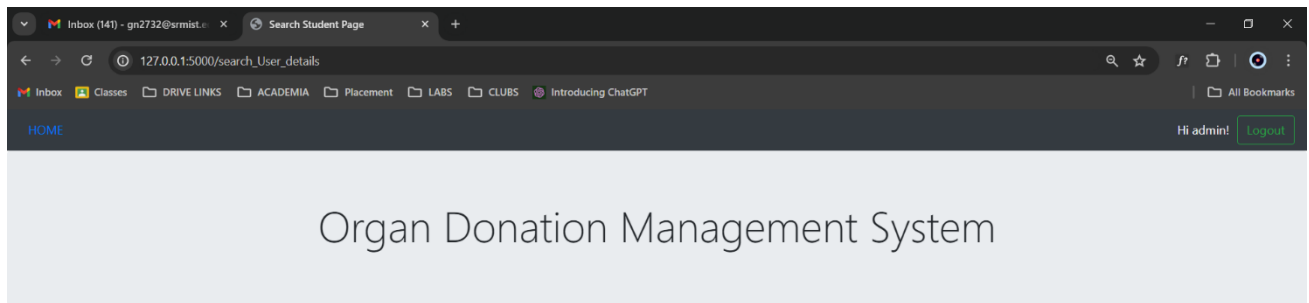 Inbox (141) - gn2732@srmist.e
Search Student Page
127.0.0.1:5000/search_User_details
f?
Inbox Classes DRIVE LINKS ACADEMIA Placement LABS CLUBS Introducing ChatGPT All Bookmarks
HOME Hi admin! Logout
Organ Donation Management System